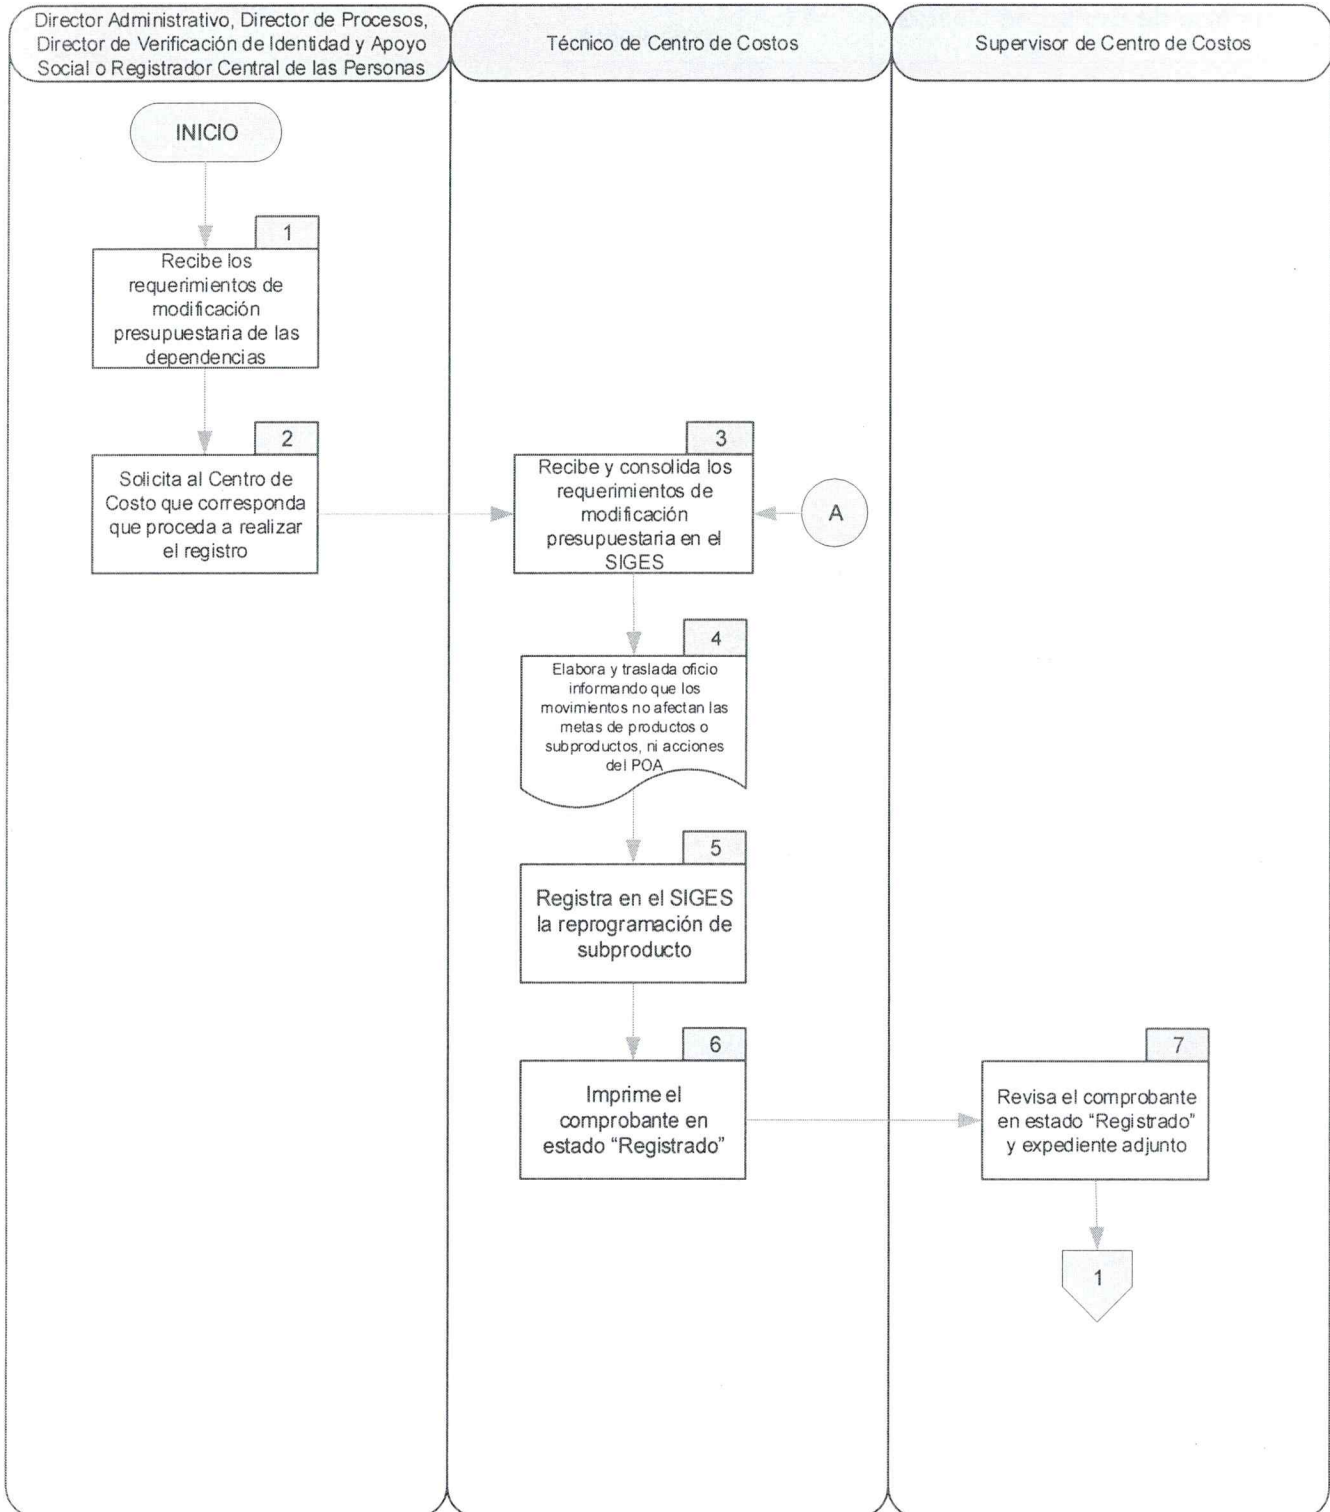 Director Administrativo, Director de Procesos,
Director de Verificación de Identidad y Apoyo
Social o Registrador Central de las Personas
Técnico de Centro de Costos
Supervisor de Centro de Costos
INICIO
1
Recibe los
requerimientos de
modificación
presupuestaria de las
dependencias
2
Solicita al Centro de
Costo que corresponda
que proceda a realizar
el registro
3
Recibe y consolida los
requerimientos de
modificación
presupuestaria en el
SIGES
A
4
Elabora y traslada oficio
informando que los
movimientos no afectan las
metas de productos o
subproductos, ni acciones
del POA
5
Registra en el SIGES
la reprogramación de
subproducto
6
Imprime el
comprobante en
estado “Registrado”
7
Revisa el comprobante
en estado “Registrado”
y expediente adjunto
1